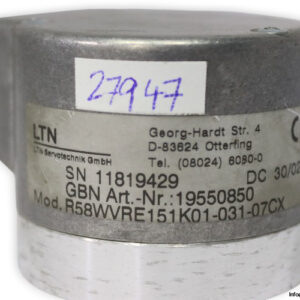 27947
LTN
LTN Servotechnik GmbH
Georg-Hardt Str. 4
D-83624 Otterfing
Tel. (08024) 6080-0
SN 11819429
DC 30/02
GBN Art.-Nr.:19550850
Mod. R58WVRE151K01-031-07CX